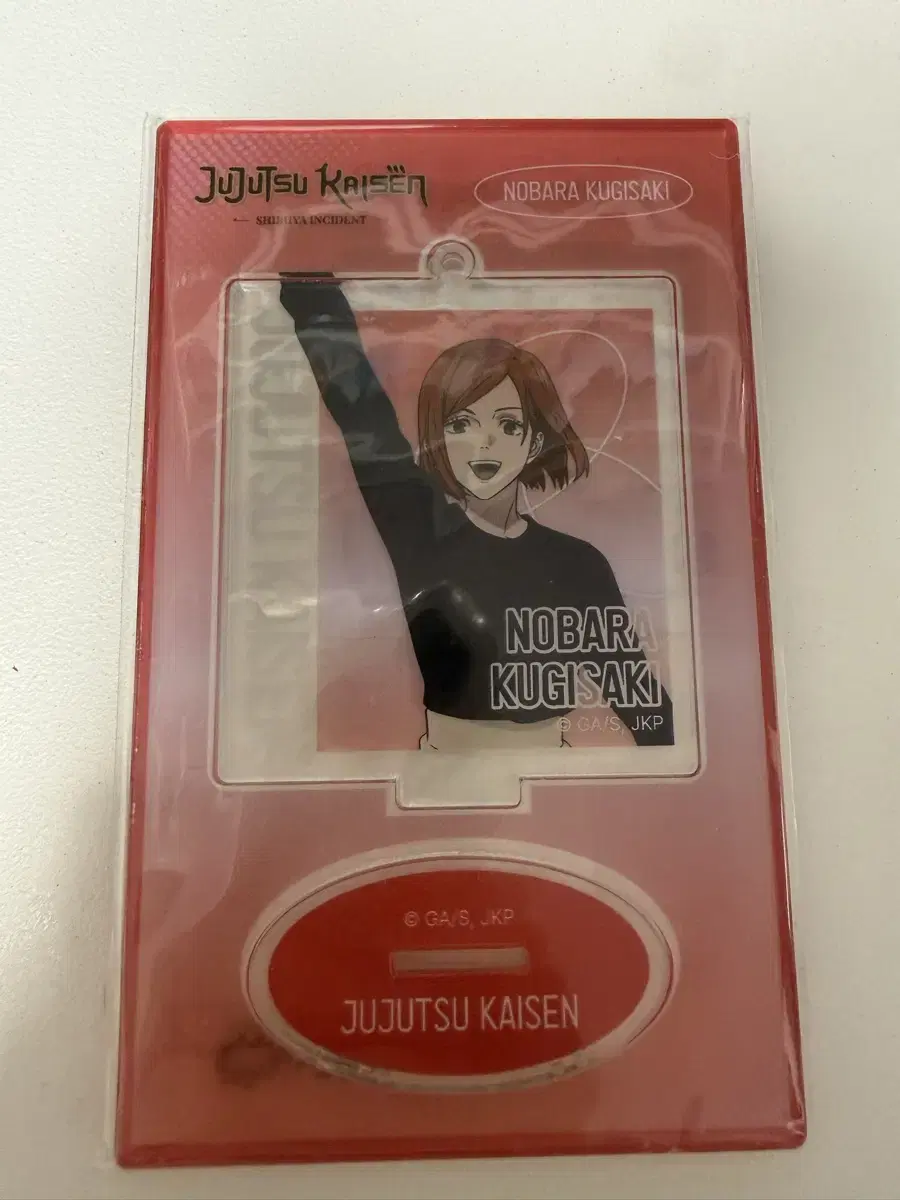 JUJUTSU KAISEN
SHIBUYA INCIDENT
NOBARA KUGISAKI
NOBARA
KUGISAKI
© GA/S, JKP
© GA/S, JKP
JUJUTSU KAISEN